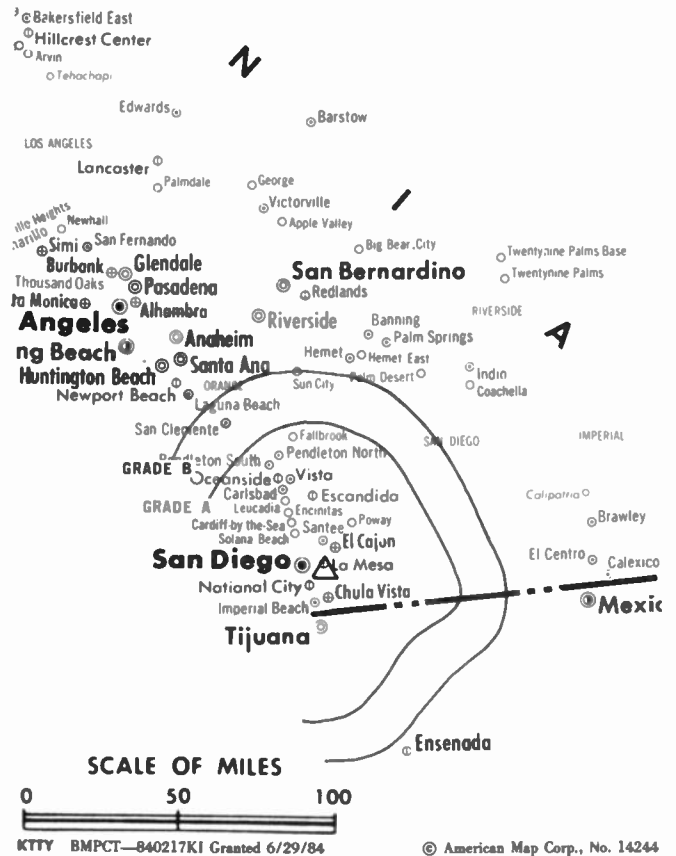 Bakersfield East
Hillcrest Center
Arvin
Tehachapi
N
Edwards
Barstow
LOS ANGELES
Lancaster
Palmdale
George
Victorville
I
Apple Valley
Newhall
Simi
San Fernando
Big Bear City
Twentynine Palms Base
Burbank
Glendale
Twentynine Palms
San Bernardino
Thousand Oaks
Pasadena
Redlands
ta Monica
Alhambra
RIVERSIDE
Angeles
Riverside
Banning
A
Anaheim
Palm Springs
ng Beach
Hemet
Hemet East
Huntington Beach
Santa Ana
Sun City
Palm Desert
Indio
Coachella
ORANGE
Newport Beach
Laguna Beach
San Clemente
Fallbrook
SAN DIEGO
IMPERIAL
Pendleton North
GRADE B
dleton South
Oceanside
Vista
Carlsbad
Escandida
Calipatria
GRADE A
Leucadia
Encinitas
Cardiff-by-the-Sea
Santee
Poway
Brawley
Solana Beach
El Cajun
San Diego
La Mesa
El Centro
Calexico
National City
Chula Vista
Imperial Beach
Mexic
Tijuana
Ensenada
SCALE OF MILES
0 50 100
KTTY BMPCT—840217KI Granted 6/29/84
© American Map Corp., No. 14244